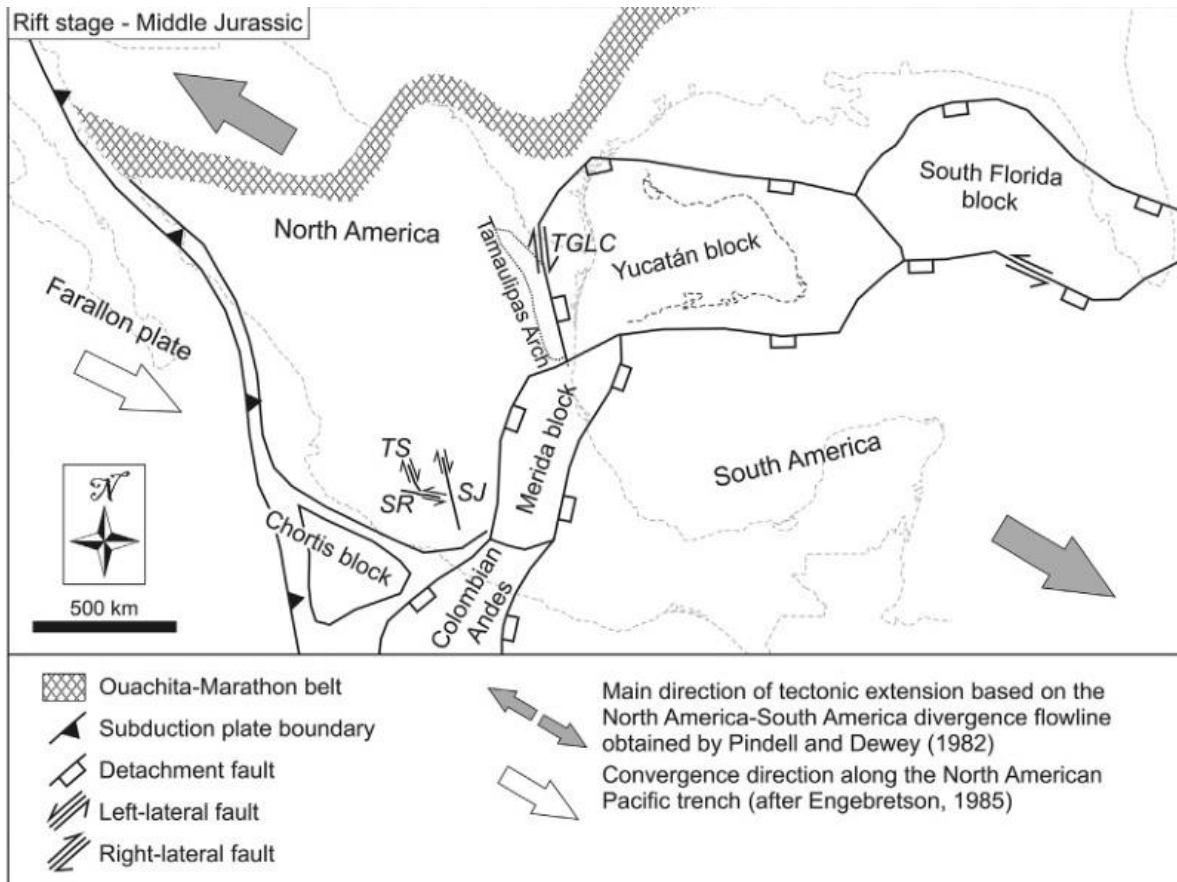 Rift stage - Middle Jurassic
North America
TGLC
Tamaulipas Arch
Yucatán block
South Florida
block
Farallon plate
TS
SR
SJ
Merida block
South America
Chortis block
Colombian
Andes
N
500 km
Ouachita-Marathon belt
Subduction plate boundary
Detachment fault
Left-lateral fault
Right-lateral fault
Main direction of tectonic extension based on the
North America-South America divergence flowline
obtained by Pindell and Dewey (1982)
Convergence direction along the North American
Pacific trench (after Engebretson, 1985)